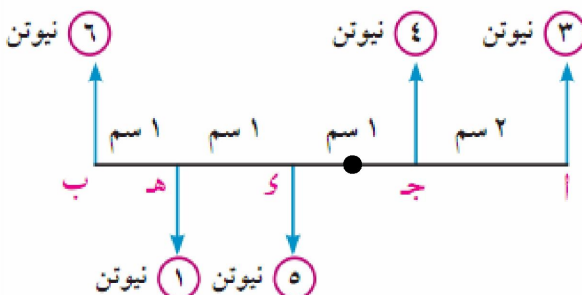 ٣ نيوتن ٤ نيوتن ٦ نيوتن
٢ سم ١ سم ١ سم ١ سم
أ جـ ء هـ ب
٥ نيوتن ١ نيوتن